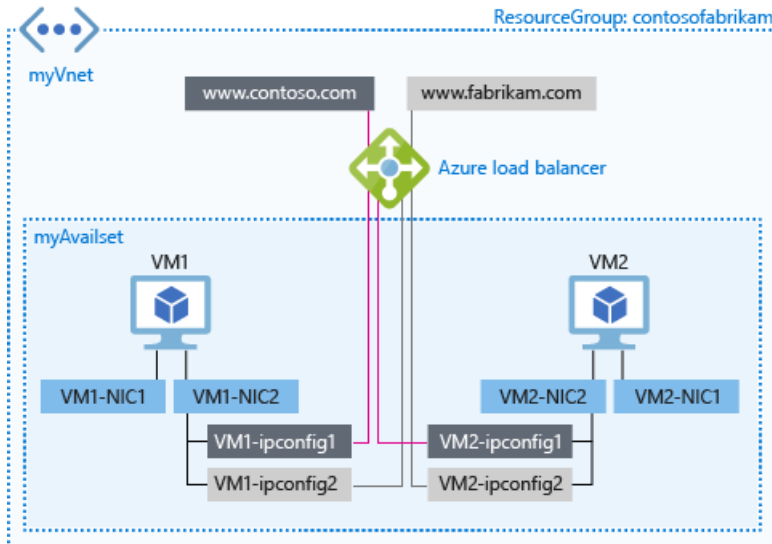 ResourceGroup: contosofabrikam
myVnet
www.contoso.com
www.fabrikam.com
Azure load balancer
myAvailset
VM1
VM2
VM1-NIC1
VM1-NIC2
VM2-NIC2
VM2-NIC1
VM1-ipconfig1
VM2-ipconfig1
VM1-ipconfig2
VM2-ipconfig2